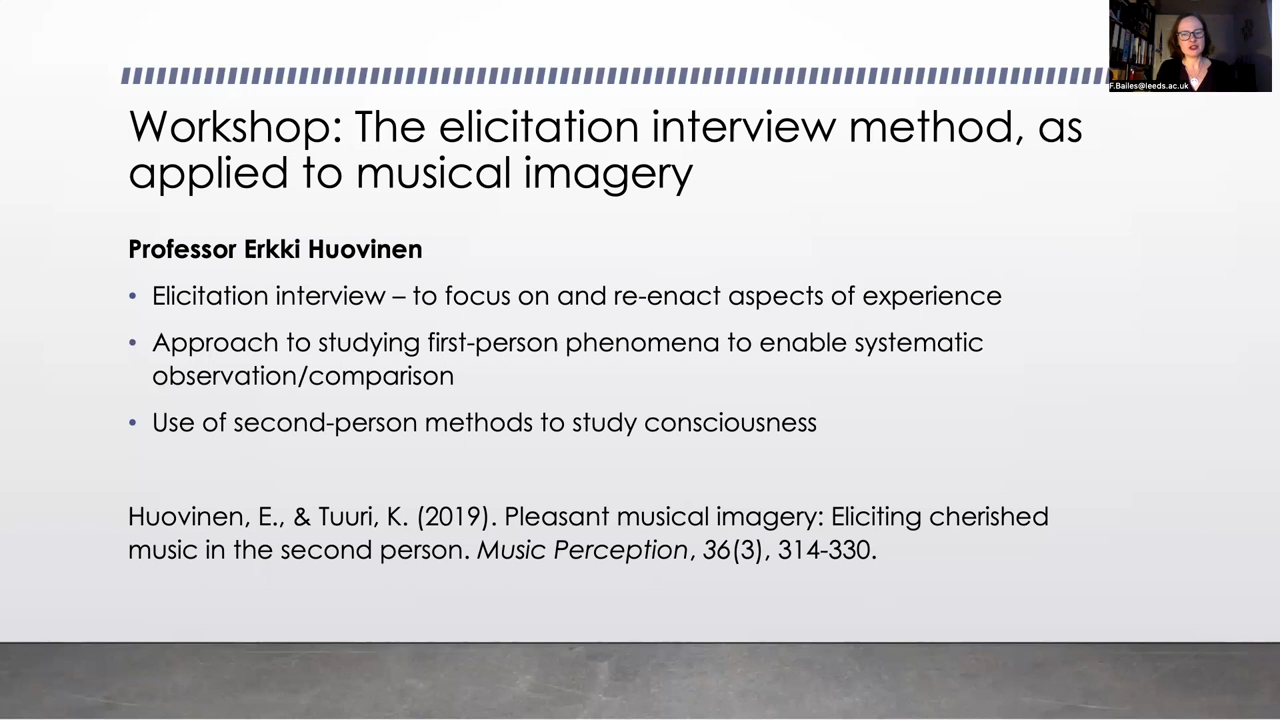 F.Bailes@leeds.ac.uk
Workshop: The elicitation interview method, as
applied to musical imagery
Professor Erkki Huovinen
• Elicitation interview – to focus on and re-enact aspects of experience
• Approach to studying first-person phenomena to enable systematic
observation/comparison
• Use of second-person methods to study consciousness
Huovinen, E., & Tuuri, K. (2019). Pleasant musical imagery: Eliciting cherished
music in the second person. Music Perception, 36(3), 314-330.